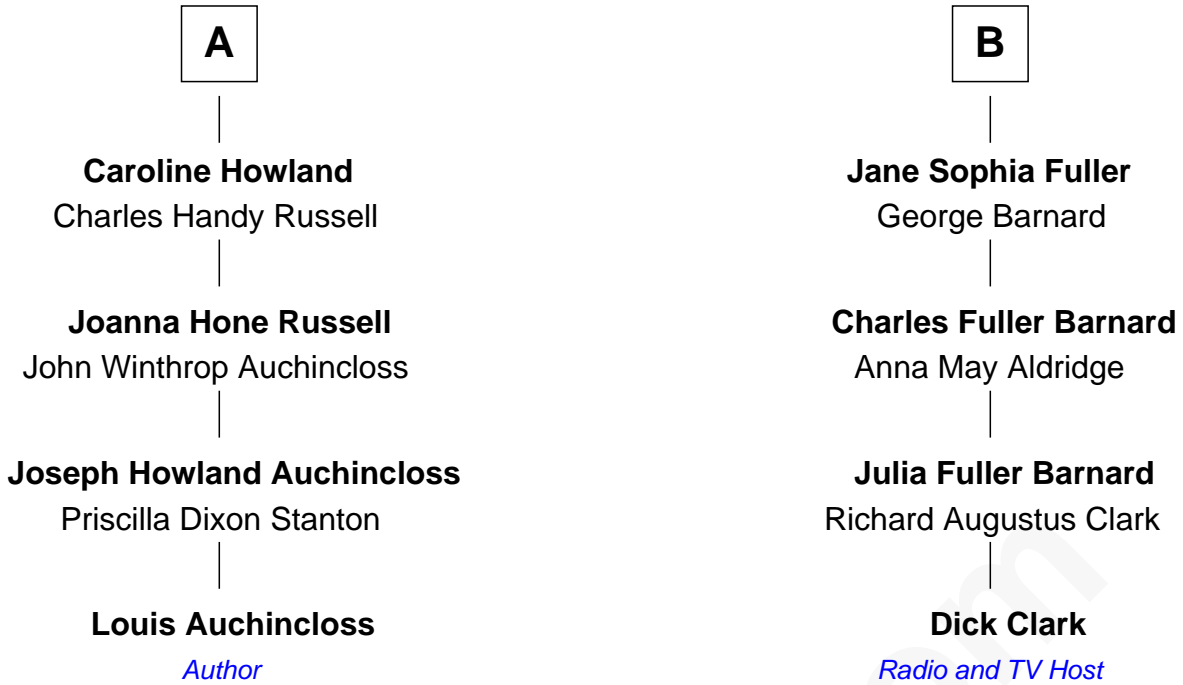 A
Caroline Howland
Charles Handy Russell
Joanna Hone Russell
John Winthrop Auchincloss
Joseph Howland Auchincloss
Priscilla Dixon Stanton
Louis Auchincloss
Author
B
Jane Sophia Fuller
George Barnard
Charles Fuller Barnard
Anna May Aldridge
Julia Fuller Barnard
Richard Augustus Clark
Dick Clark
Radio and TV Host